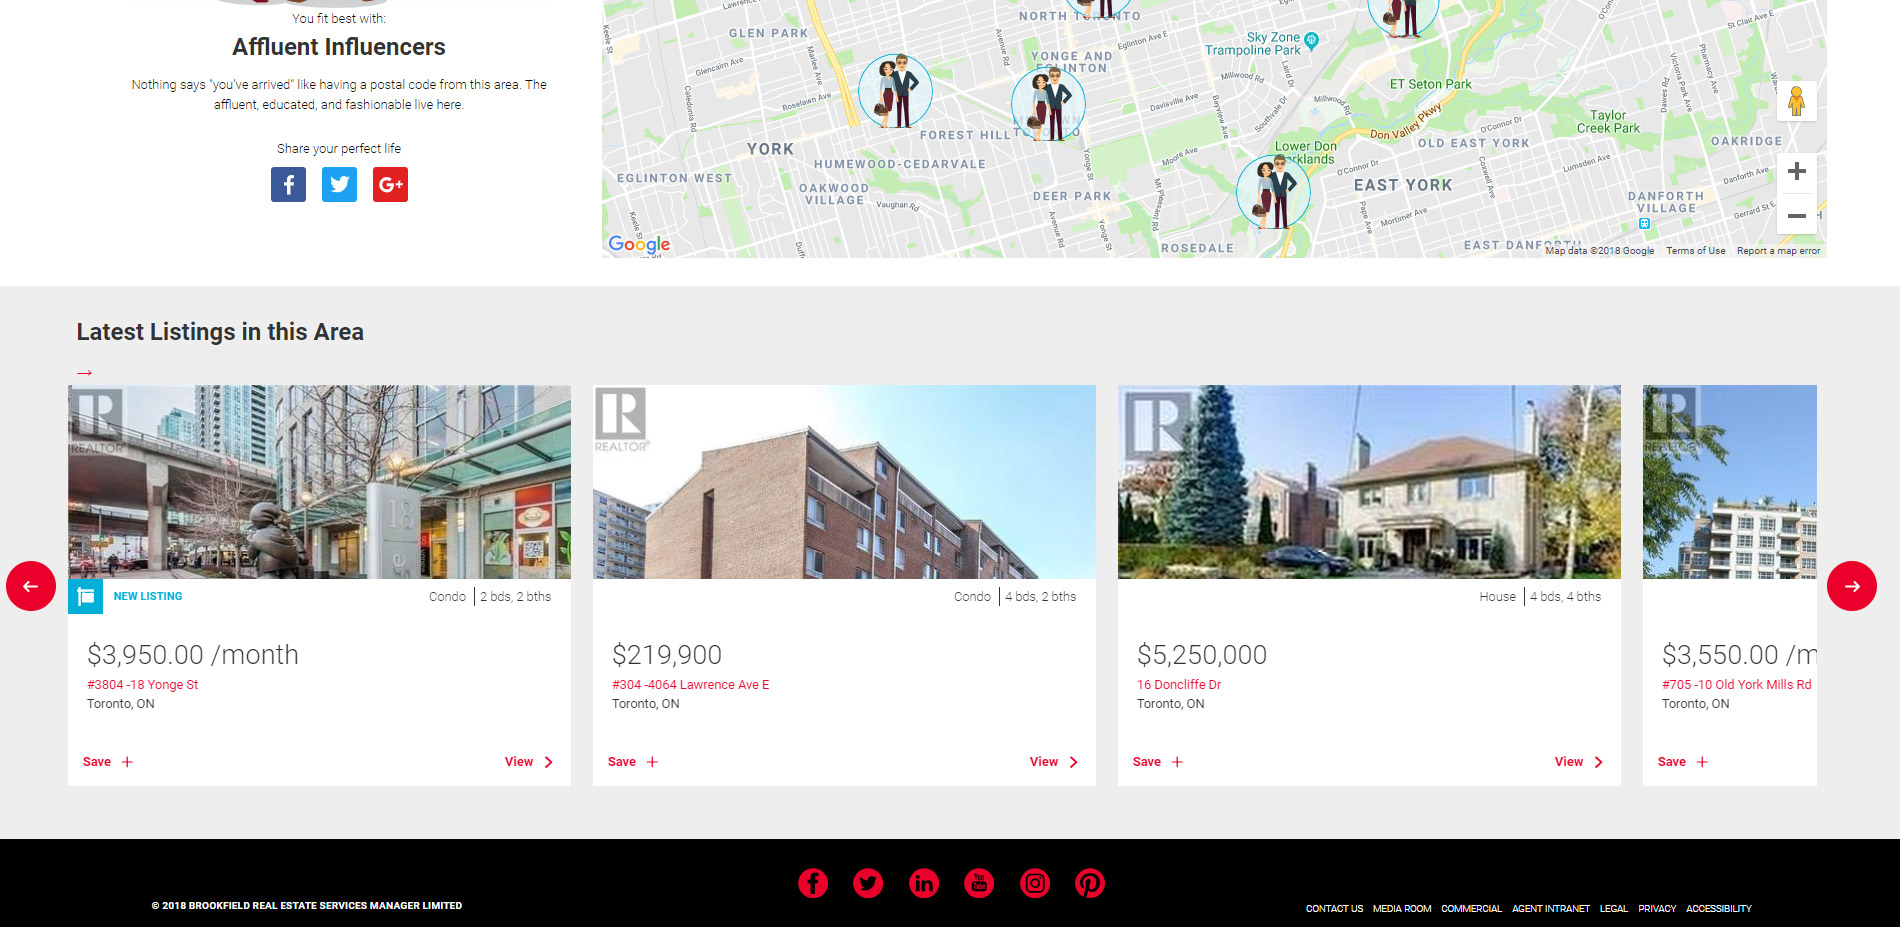 You fit best with:
Affluent Influencers
Nothing says "you've arrived" like having a postal code from this area. The
affluent, educated, and fashionable live here.
Share your perfect life
G+
NORTH TORONTO
GLEN PARK
Glencairn Ave
Marlee Ave
Avenue Rd
Eglinton Ave E
Sky Zone
Trampoline Park
YONGE AND
EGLINTON
Millwood Rd
Laird Dr
St Clair Ave E
O'Connor
Victoria Park Ave
Pharmacy Ave
Caledonia Rd
Roselawn Ave
Davisville Ave
Bayview Ave
Southvale Dr
Millwood Rd
ET Seton Park
Don Valley Pkwy
Dawes Rd
Taylor
Creek Park
O'Connor Dr
FOREST HILL
TORONTO
YORK
HUMEWOOD-CEDARVALE
Moore Ave
Lower Don
Parklands
OLD EAST YORK
OAKRIDGE
EGLINTON WEST
OAKWOOD
VILLAGE
Vaughan Rd
DEER PARK
Yonge St
Mt Pleasant Rd
O'Connor Dr
Coxwell Ave
Lumsden Ave
Danforth Ave
EAST YORK
Pape Ave
Mortimer Ave
DANFORTH
VILLAGE
Gerrard St E
Keele St
Avenue Rd
Yonge St
ROSEDALE
EAST DANFORTH
Google
Map data ©2018 Google
Terms of Use
Report a map error
Latest Listings in this Area
→
REALTOR
REALTOR®
REALTOR
REALTOR
18
NEW LISTING
Condo | 2 bds, 2 bths
$3,950.00 /month
#3804 -18 Yonge St
Toronto, ON
Save +
View
Condo | 4 bds, 2 bths
$219,900
#304 -4064 Lawrence Ave E
Toronto, ON
Save +
View
House | 4 bds, 4 bths
$5,250,000
16 Doncliffe Dr
Toronto, ON
Save +
View
$3,550.00 /m
#705 -10 Old York Mills Rd
Toronto, ON
Save +
You Tube
© 2018 BROOKFIELD REAL ESTATE SERVICES MANAGER LIMITED
CONTACT US
MEDIA ROOM
COMMERCIAL
AGENT INTRANET
LEGAL
PRIVACY
ACCESSIBILITY